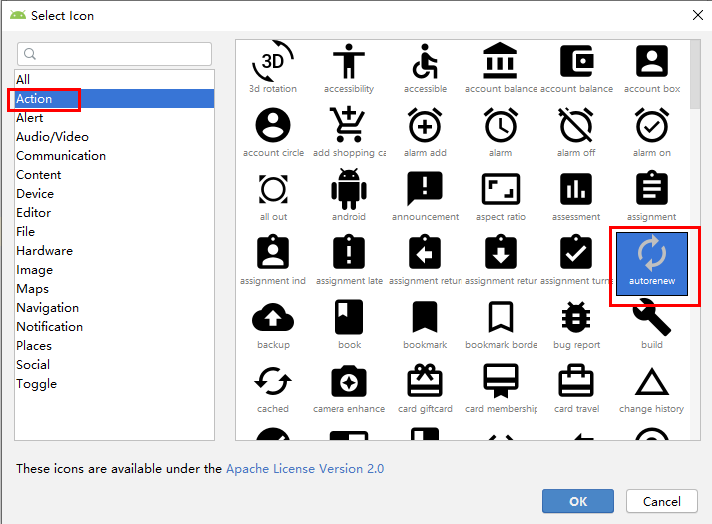 Select Icon
All
Action
Alert
Audio/Video
Communication
Content
Device
Editor
File
Hardware
Image
Maps
Navigation
Notification
Places
Social
Toggle
3D
3d rotation accessibility accessible account balance account balance account box
account circle add shopping ca alarm add alarm alarm off alarm on
all out android announcement aspect ratio assessment assignment
assignment ind assignment late assignment retur assignment retur assignment turne autorenew
backup book bookmark bookmark borde bug report build
cached camera enhance card giftcard card membership card travel change history
These icons are available under the Apache License Version 2.0
OK Cancel